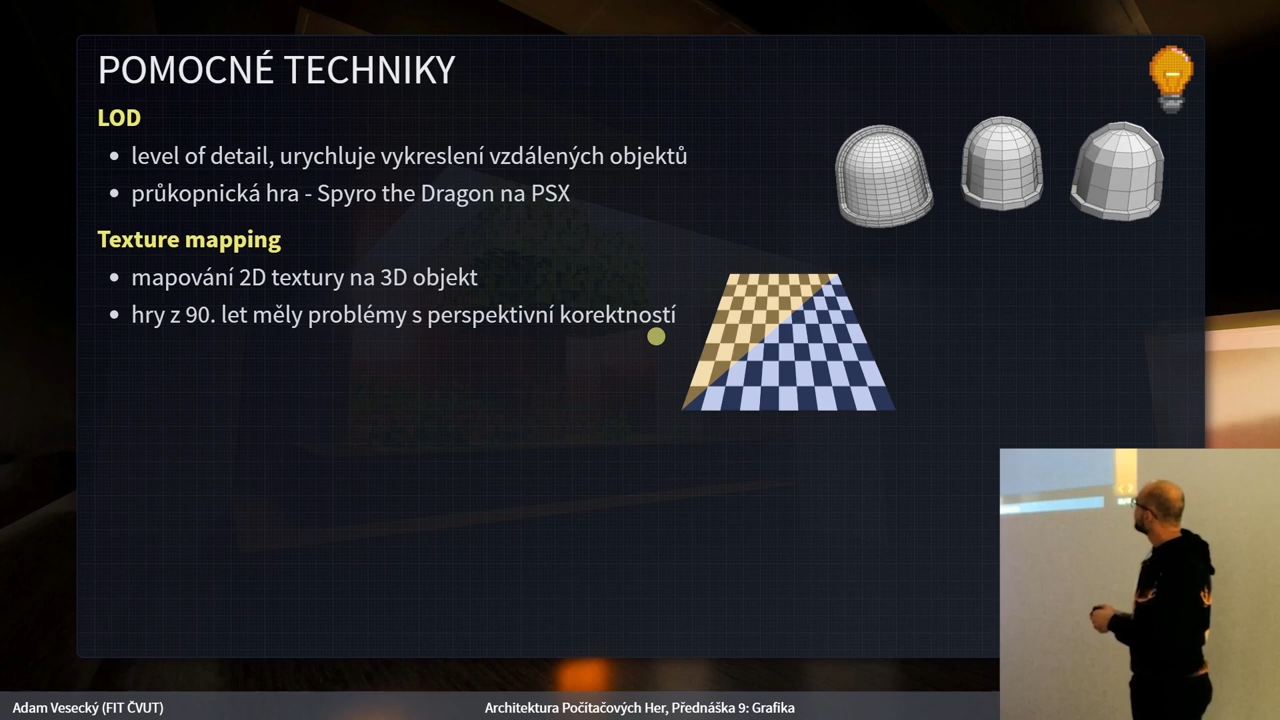 POMOCNÉ TECHNIKY
LOD
level of detail, urychluje vykreslení vzdálených objektů
průkopnická hra - Spyro the Dragon na PSX
Texture mapping
mapování 2D textury na 3D objekt
hry z 90. let měly problémy s perspektivní korektností
Adam Vesecký (FIT ČVUT)
Architektura Počítačových Her, Přednáška 9: Grafika